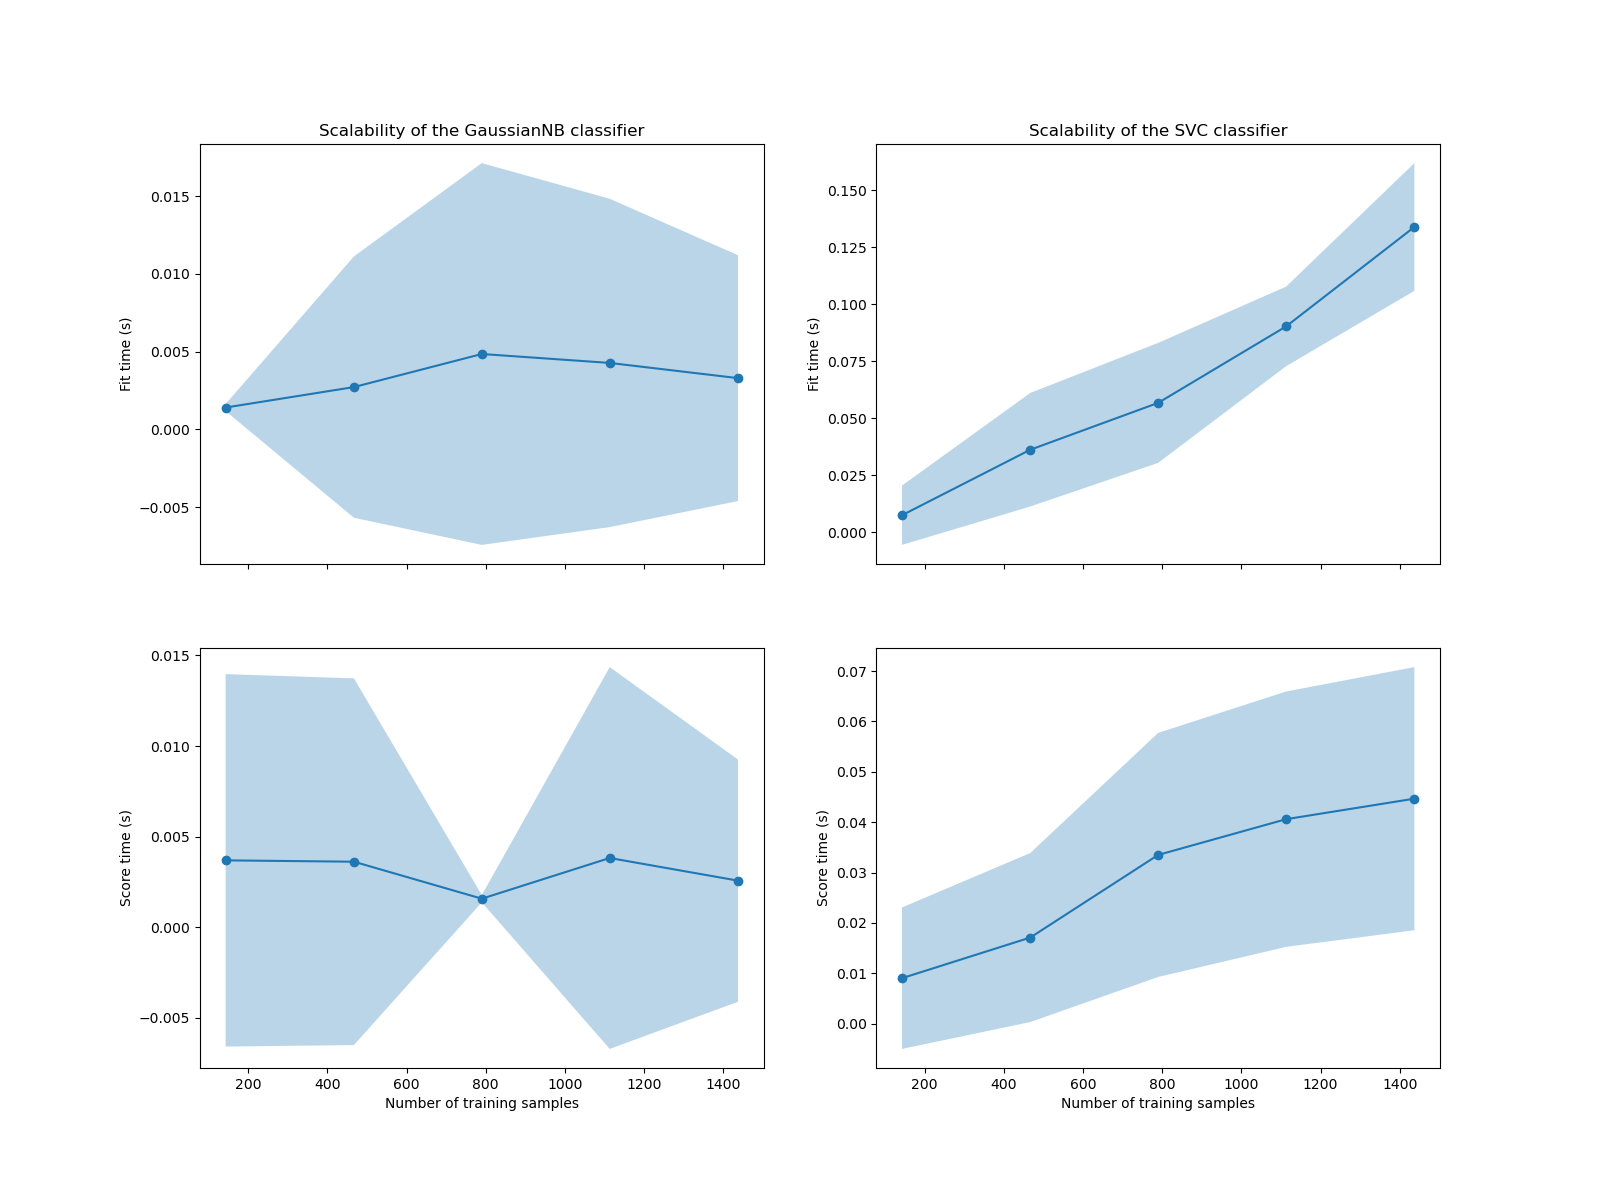 Scalability of the GaussianNB classifier
Scalability of the SVC classifier
0.015
0.010
0.005
0.000
−0.005
Fit time (s)
0.150
0.125
0.100
0.075
0.050
0.025
0.000
Fit time (s)
0.015
0.010
0.005
0.000
−0.005
Score time (s)
200 400 600 800 1000 1200 1400
Number of training samples
0.07
0.06
0.05
0.04
0.03
0.02
0.01
0.00
Score time (s)
200 400 600 800 1000 1200 1400
Number of training samples